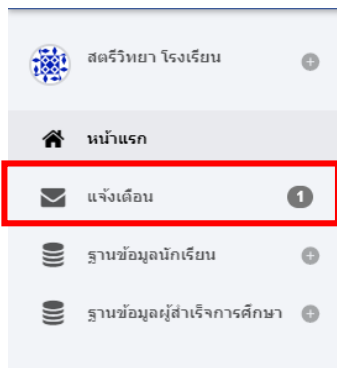 สตรีวิทยา โรงเรียน
หน้าแรก
แจ้งเตือน 1
ฐานข้อมูลนักเรียน
ฐานข้อมูลผู้สำเร็จการศึกษา